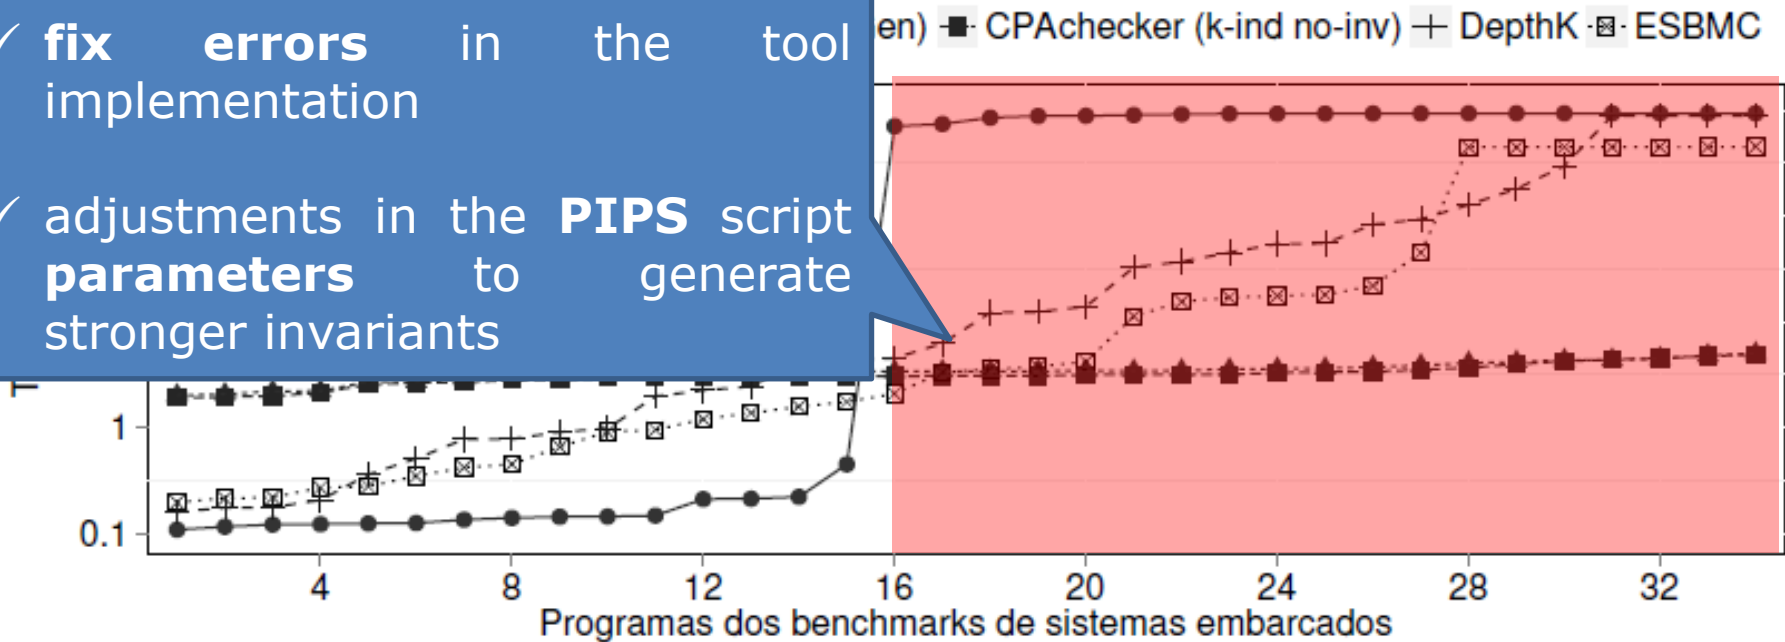 ✓ fix errors in the tool
implementation
✓ adjustments in the PIPS script
parameters to generate
stronger invariants
en) CPAchecker (k-ind no-inv) DepthK ESBMC
T
1
0.1
4 8 12 16 20 24 28 32
Programas dos benchmarks de sistemas embarcados